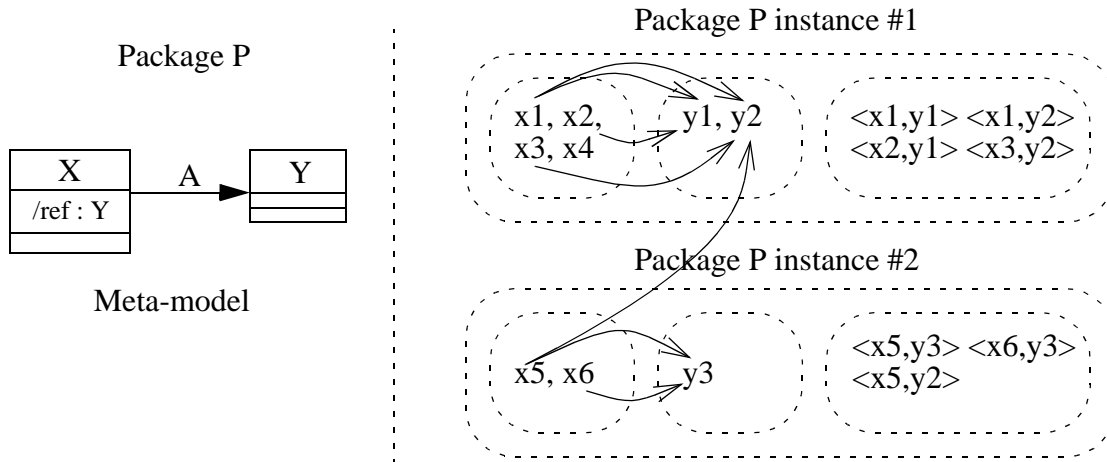 Package P
X
/ref : Y
A
Y
Meta-model
Package P instance #1
x1, x2,
x3, x4
y1, y2
<x1,y1> <x1,y2>
<x2,y1> <x3,y2>
Package P instance #2
x5, x6
y3
<x5,y3> <x6,y3>
<x5,y2>